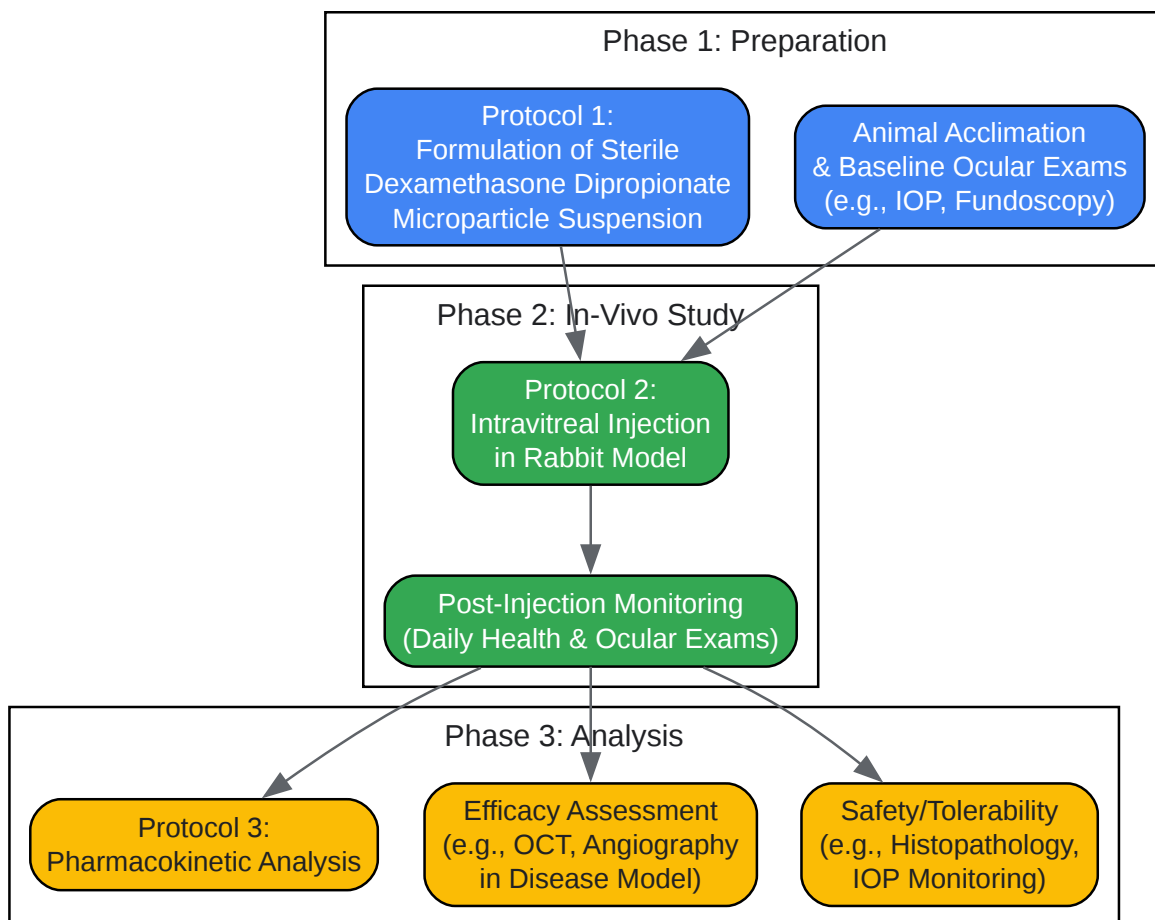 Phase 1: Preparation
Protocol 1:
Formulation of Sterile
Dexamethasone Dipropionate
Microparticle Suspension
Animal Acclimation
& Baseline Ocular Exams
(e.g., IOP, Fundoscopy)
Phase 2: In-Vivo Study
Protocol 2:
Intravitreal Injection
in Rabbit Model
Post-Injection Monitoring
(Daily Health & Ocular Exams)
Phase 3: Analysis
Protocol 3:
Pharmacokinetic Analysis
Efficacy Assessment
(e.g., OCT, Angiography
in Disease Model)
Safety/Tolerability
(e.g., Histopathology,
IOP Monitoring)